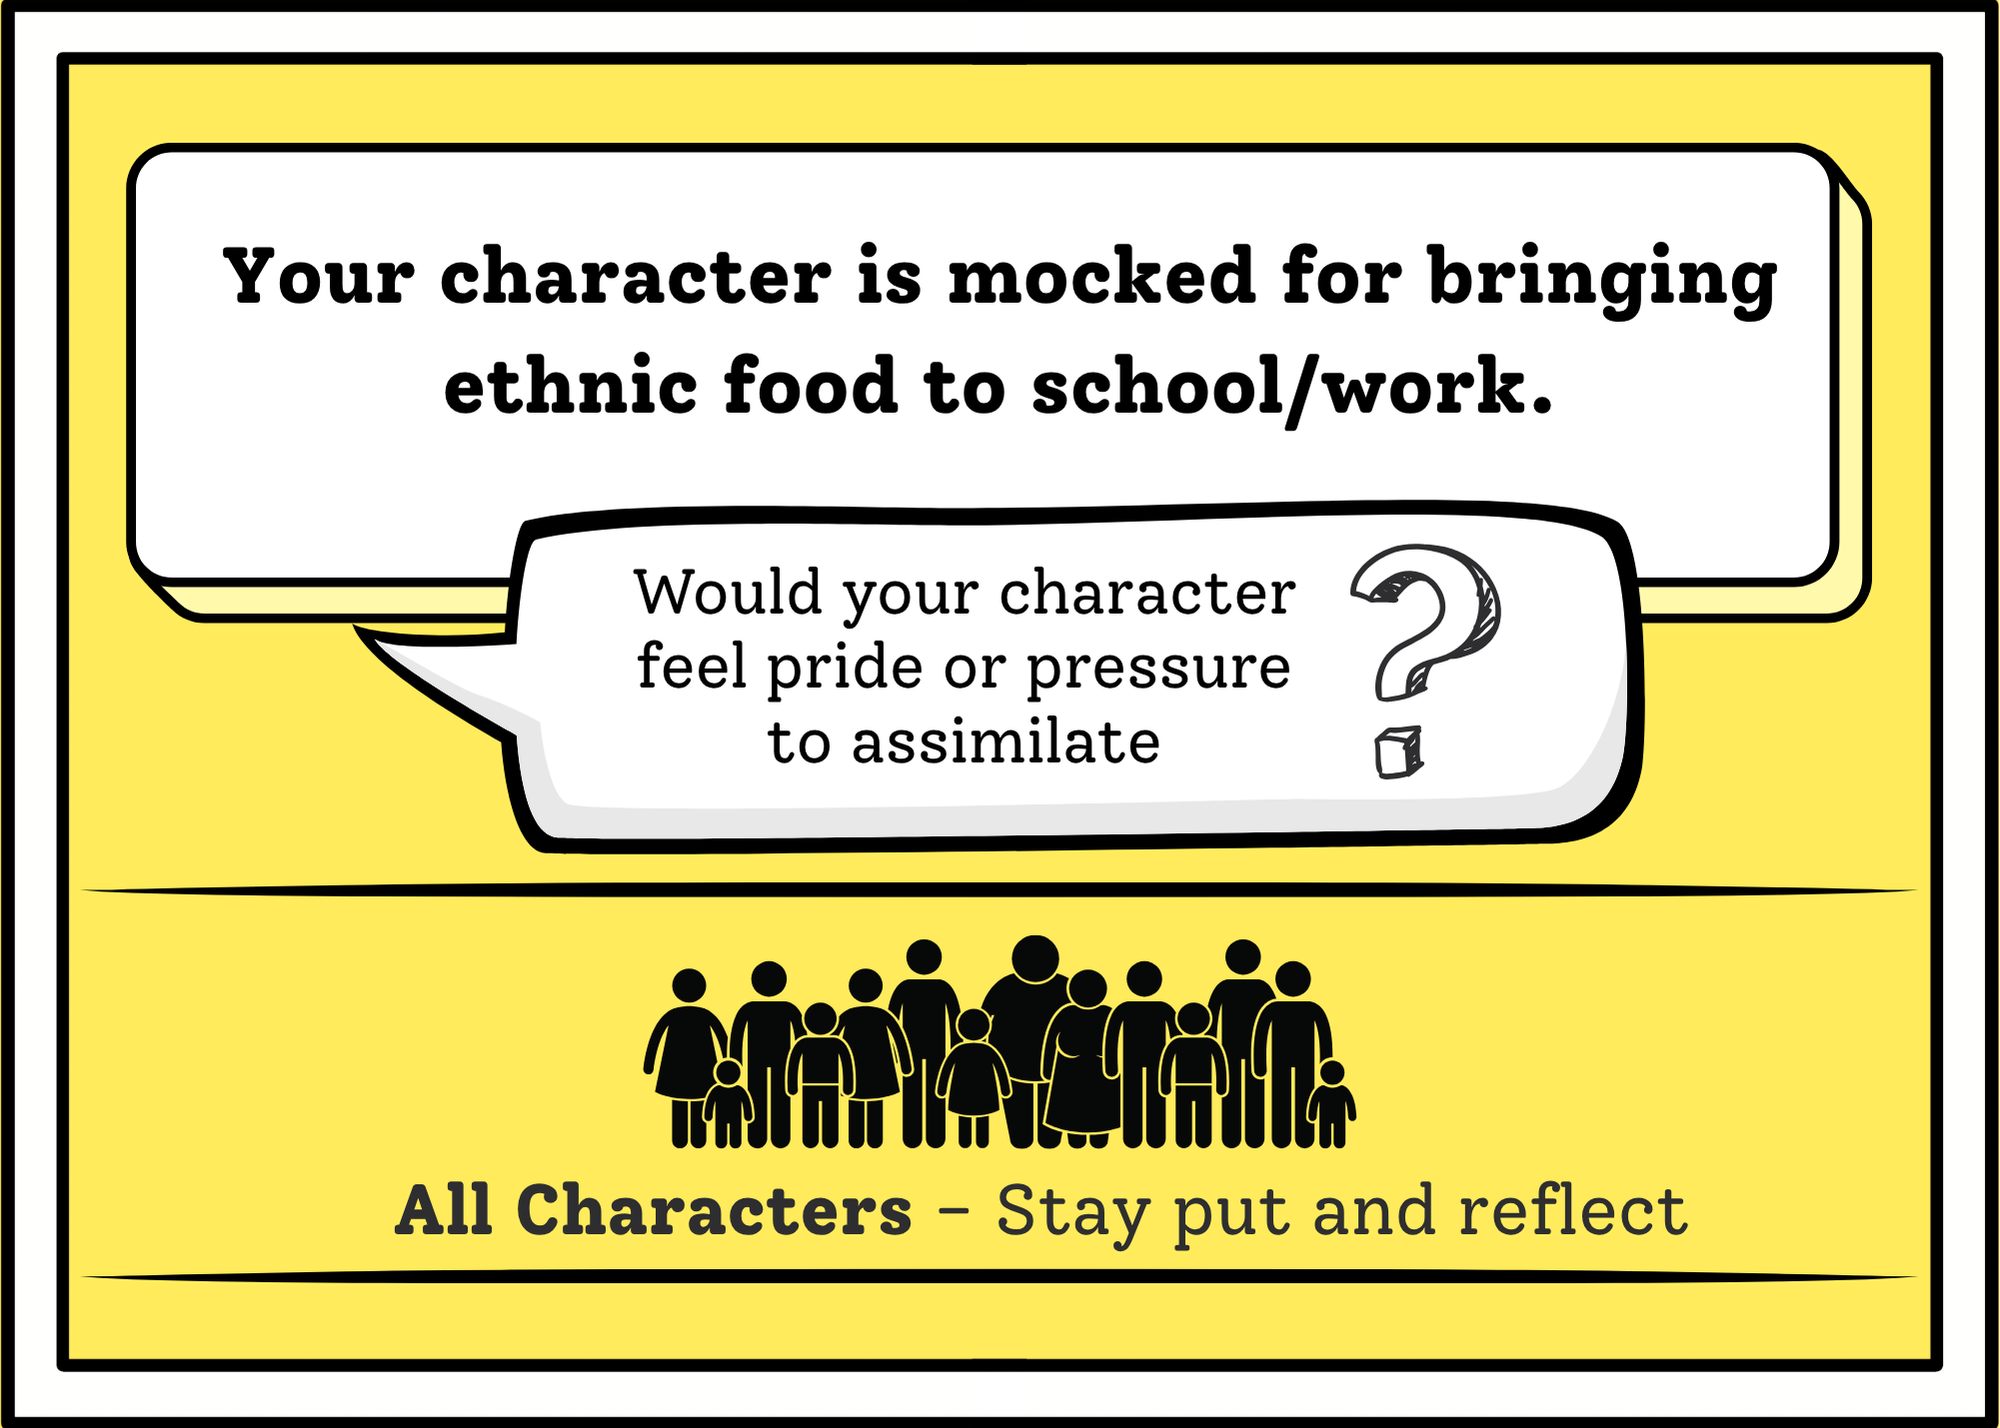 Your character is mocked for bringing
ethnic food to school/work.
Would your character
feel pride or pressure
to assimilate
?
All Characters – Stay put and reflect